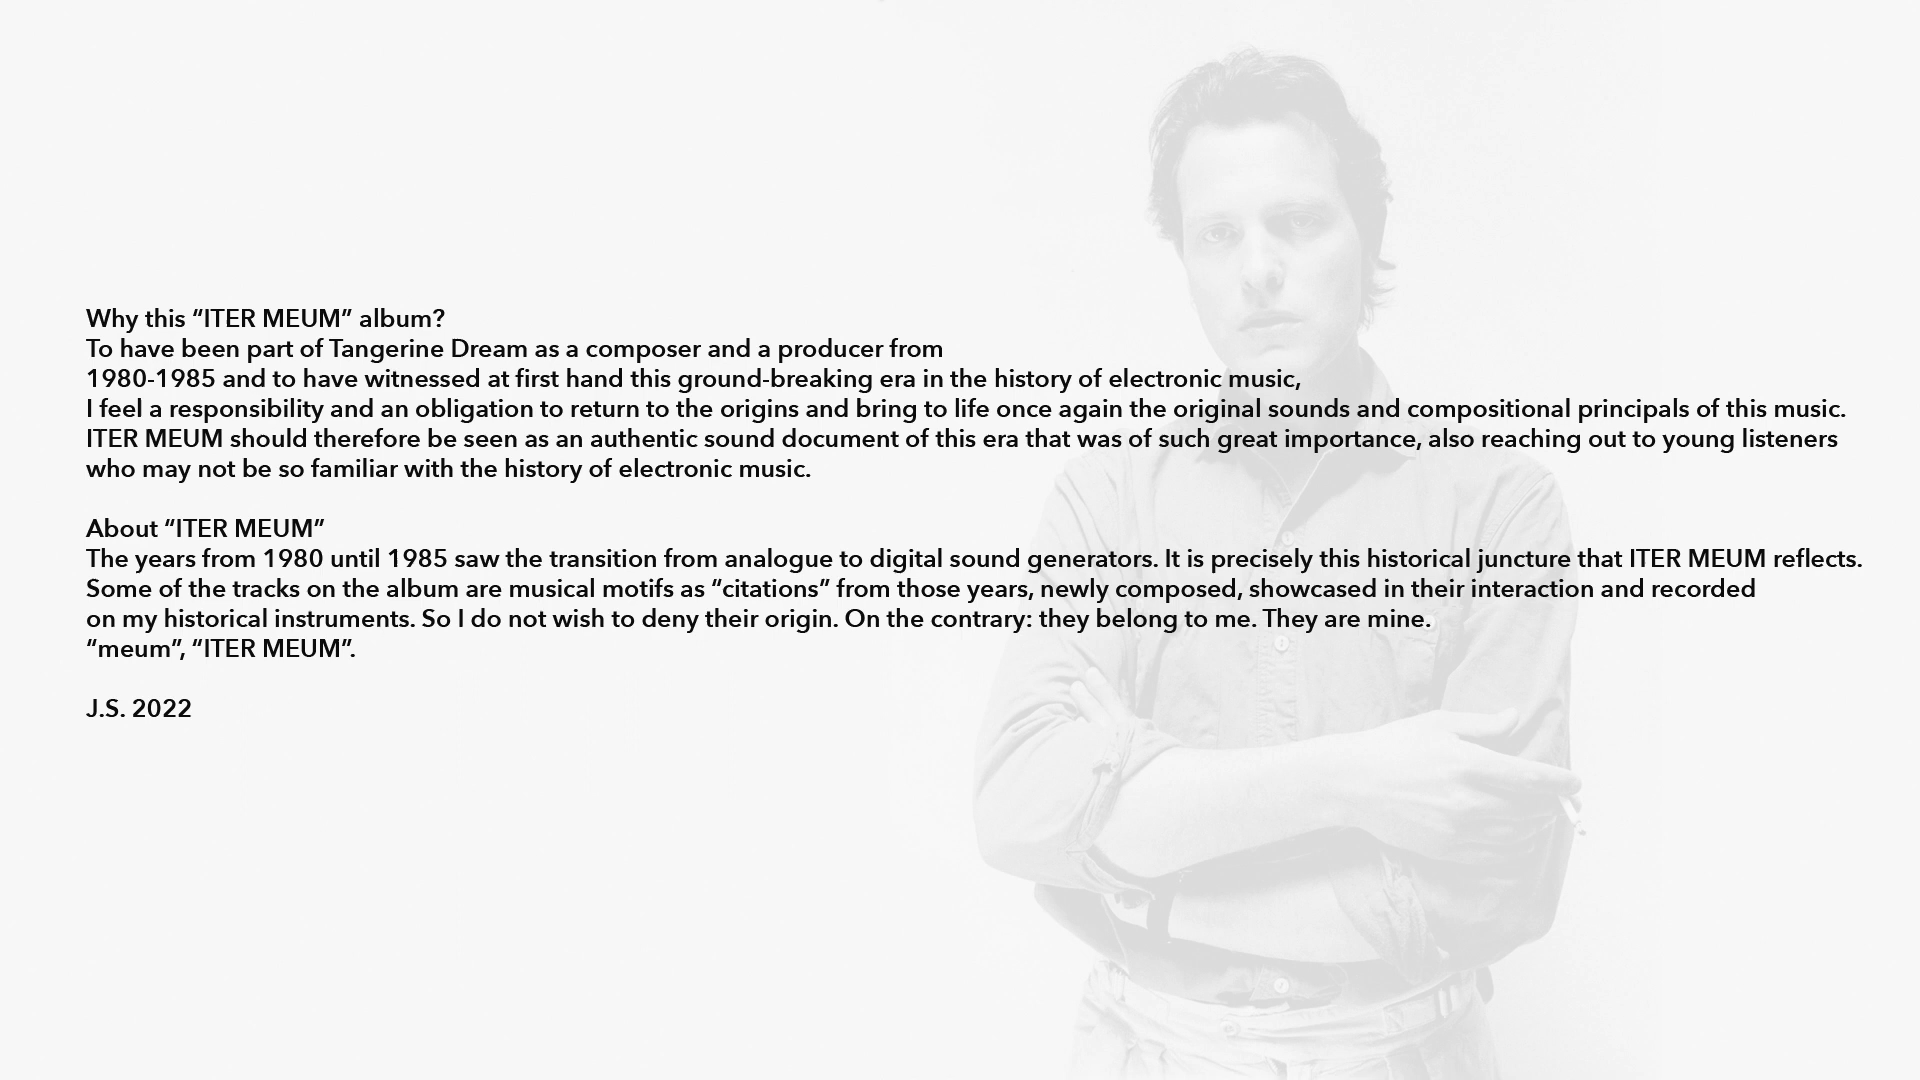 Why this “ITER MEUM” album?
To have been part of Tangerine Dream as a composer and a producer from
1980-1985 and to have witnessed at first hand this ground-breaking era in the history of electronic music,
I feel a responsibility and an obligation to return to the origins and bring to life once again the original sounds and compositional principals of this music.
ITER MEUM should therefore be seen as an authentic sound document of this era that was of such great importance, also reaching out to young listeners
who may not be so familiar with the history of electronic music.
About “ITER MEUM”
The years from 1980 until 1985 saw the transition from analogue to digital sound generators. It is precisely this historical juncture that ITER MEUM reflects.
Some of the tracks on the album are musical motifs as “citations” from those years, newly composed, showcased in their interaction and recorded
on my historical instruments. So I do not wish to deny their origin. On the contrary: they belong to me. They are mine.
“meum”, “ITER MEUM”.
J.S. 2022